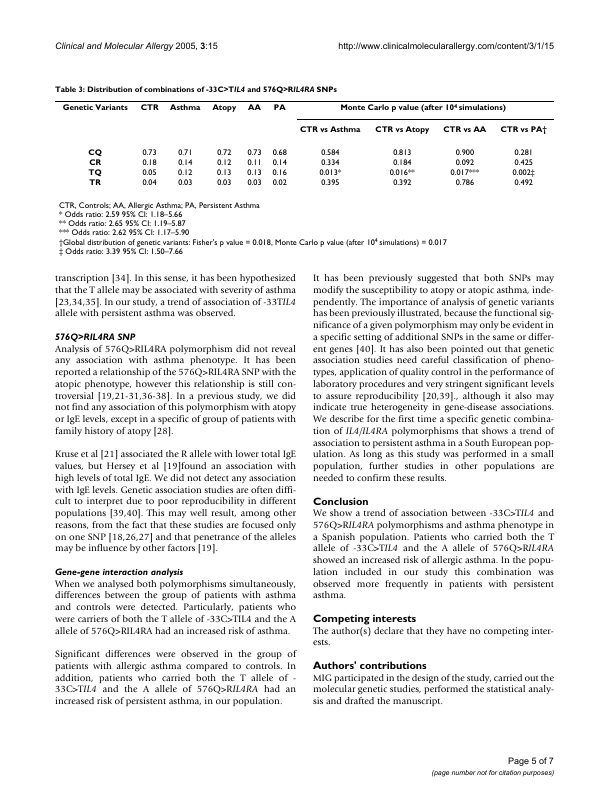 Clinical and Molecular Allergy 2005, 3:15
http://www.clinicalmolecularallergy.com/content/3/1/15
Table 3: Distribution of combinations of -33C>TIL4 and 576Q>RIL4RA SNPs
Genetic Variants CTR Asthma Atopy AA PA Monte Carlo p value (after 10⁴ simulations)
CTR vs Asthma CTR vs Atopy CTR vs AA CTR vs PA‡
CQ 0.73 0.71 0.72 0.73 0.68 0.584 0.813 0.900 0.281
CR 0.18 0.14 0.12 0.11 0.14 0.334 0.184 0.092 0.425
TQ 0.05 0.12 0.13 0.13 0.16 0.013* 0.016** 0.017*** 0.002‡
TR 0.04 0.03 0.03 0.03 0.02 0.395 0.392 0.786 0.492
CTR, Controls; AA, Allergic Asthma; PA, Persistent Asthma
* Odds ratio: 2.59 95% CI: 1.18–5.66
** Odds ratio: 2.65 95% CI: 1.19–5.87
*** Odds ratio: 2.62 95% CI: 1.17–5.90
†Global distribution of genetic variants: Fisher's p value = 0.018, Monte Carlo p value (after 10⁴ simulations) = 0.017
‡ Odds ratio: 3.39 95% CI: 1.50–7.66
transcription [34]. In this sense, it has been hypothesized
that the T allele may be associated with severity of asthma
[23,34,35]. In our study, a trend of association of -33TIL4
allele with persistent asthma was observed.
576Q>RIL4RA SNP
Analysis of 576Q>RIL4RA polymorphism did not reveal
any association with asthma phenotype. It has been
reported a relationship of the 576Q>RIL4RA SNP with the
atopic phenotype, however this relationship is still con-
troversial [19,21-31,36-38]. In a previous study, we did
not find any association of this polymorphism with atopy
or IgE levels, except in a specific of group of patients with
family history of atopy [28].
Kruse et al [21] associated the R allele with lower total IgE
values, but Hersey et al [19]found an association with
high levels of total IgE. We did not detect any association
with IgE levels. Genetic association studies are often diffi-
cult to interpret due to poor reproducibility in different
populations [39,40]. This may well result, among other
reasons, from the fact that these studies are focused only
on one SNP [18,26,27] and that penetrance of the alleles
may be influence by other factors [19].
Gene-gene interaction analysis
When we analysed both polymorphisms simultaneously,
differences between the group of patients with asthma
and controls were detected. Particularly, patients who
were carriers of both the T allele of -33C>TIL4 and the A
allele of 576Q>RIL4RA had an increased risk of asthma.
Significant differences were observed in the group of
patients with allergic asthma compared to controls. In
addition, patients who carried both the T allele of -
33C>TIL4 and the A allele of 576Q>RIL4RA had an
increased risk of persistent asthma, in our population.
It has been previously suggested that both SNPs may
modify the susceptibility to atopy or atopic asthma, inde-
pendently. The importance of analysis of genetic variants
has been previously illustrated, because the functional sig-
nificance of a given polymorphism may only be evident in
a specific setting of additional SNPs in the same or differ-
ent genes [40]. It has also been pointed out that genetic
association studies need careful classification of pheno-
types, application of quality control in the performance of
laboratory procedures and very stringent significant levels
to assure reproducibility [20,39]., although it also may
indicate true heterogeneity in gene-disease associations.
We describe for the first time a specific genetic combina-
tion of IL4/IL4RA polymorphisms that shows a trend of
association to persistent asthma in a South European pop-
ulation. As long as this study was performed in a small
population, further studies in other populations are
needed to confirm these results.
Conclusion
We show a trend of association between -33C>TIL4 and
576Q>RIL4RA polymorphisms and asthma phenotype in
a Spanish population. Patients who carried both the T
allele of -33C>TIL4 and the A allele of 576Q>RIL4RA
showed an increased risk of allergic asthma. In the popu-
lation included in our study this combination was
observed more frequently in patients with persistent
asthma.
Competing interests
The author(s) declare that they have no competing inter-
ests.
Authors' contributions
MIG participated in the design of the study, carried out the
molecular genetic studies, performed the statistical analy-
sis and drafted the manuscript.
Page 5 of 7
(page number not for citation purposes)